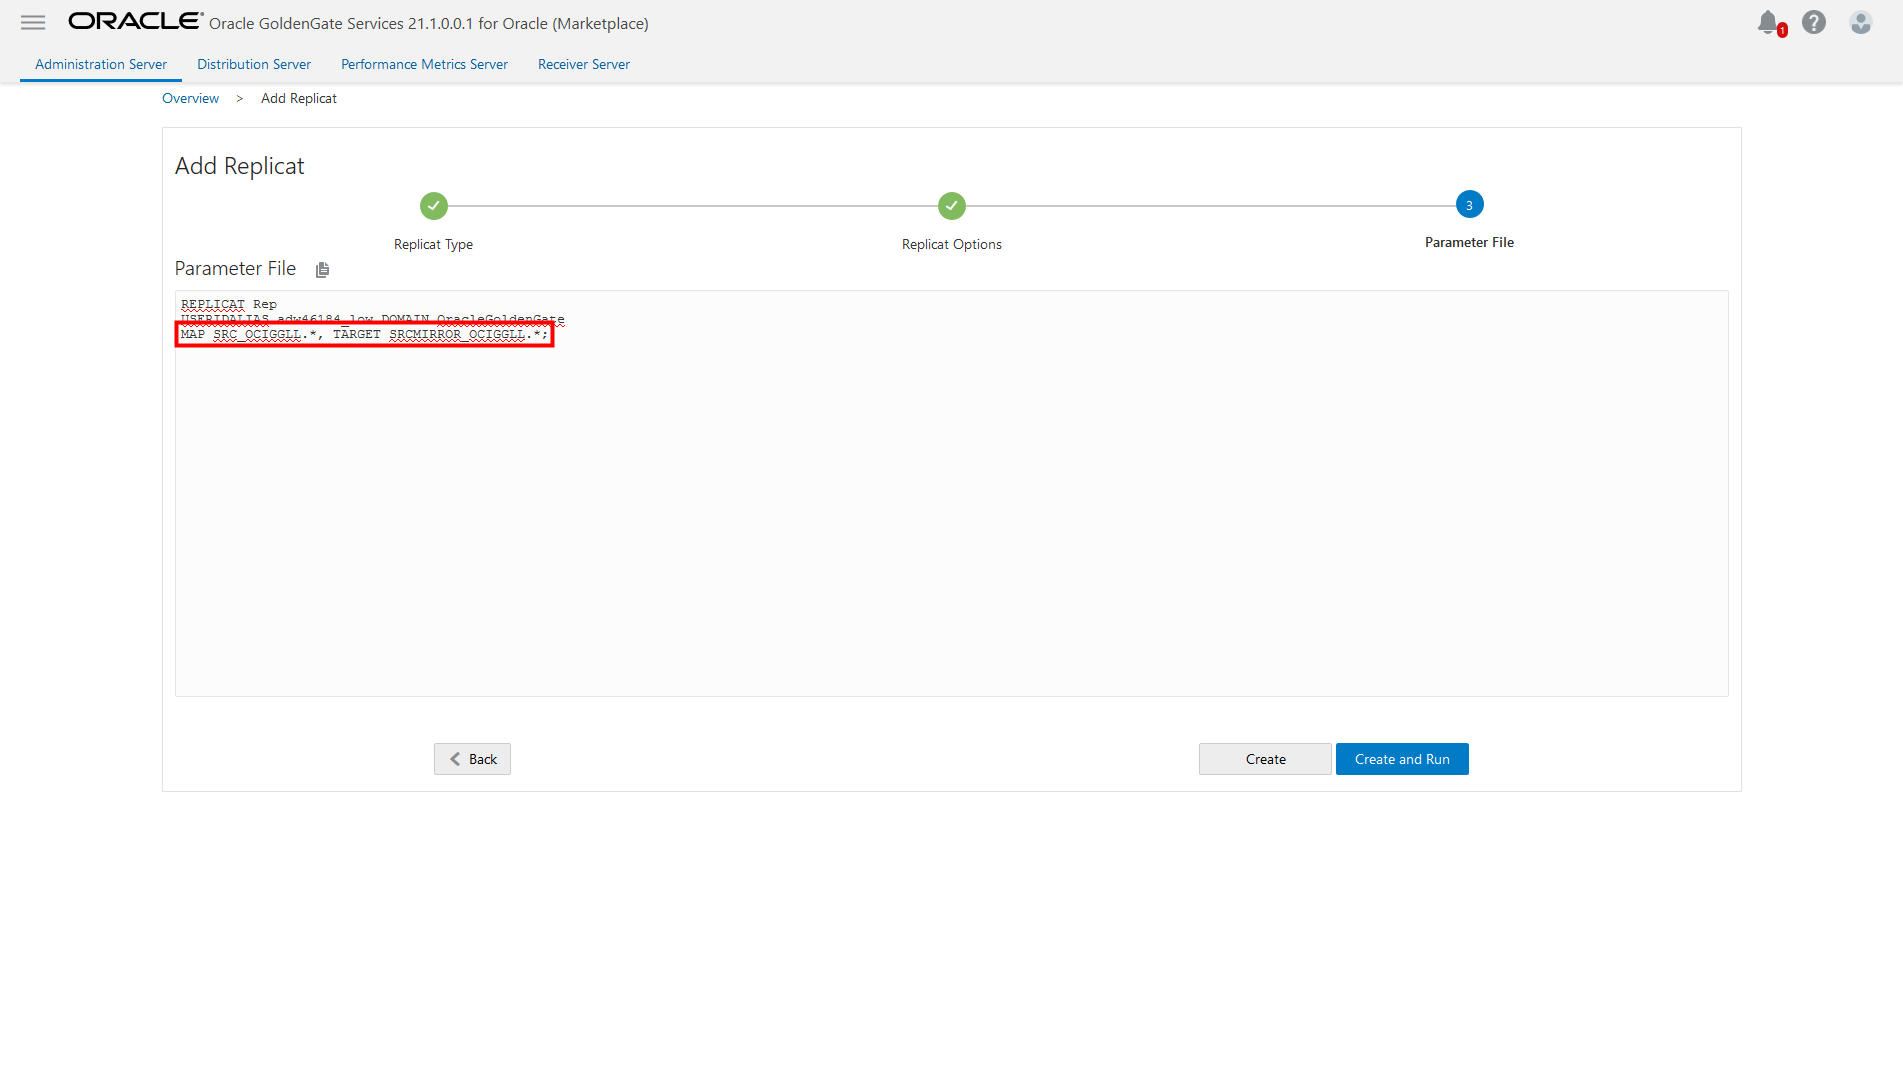 ORACLE Oracle GoldenGate Services 21.1.0.0.1 for Oracle (Marketplace)
1
Administration Server Distribution Server Performance Metrics Server Receiver Server
Overview > Add Replicat
Add Replicat
3
Replicat Type Replicat Options Parameter File
Parameter File
REPLICAT Rep
USERIDALIAS adw46184_low DOMAIN OracleGoldenGate
MAP SRC_OCIGGLL.*, TARGET SRCMIRROR_OCIGGLL.*;
Back Create Create and Run